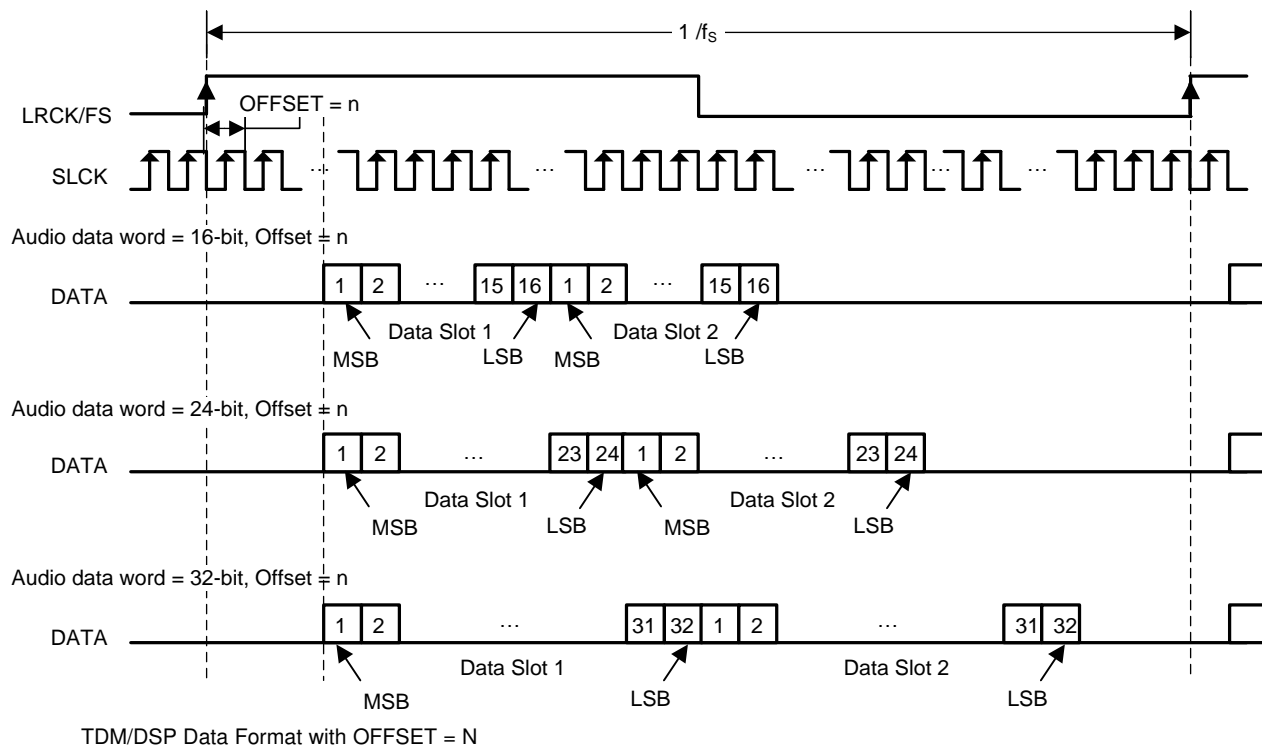 1 /fS
LRCK/FS
OFFSET = n
SLCK
... ... ... ... ...
Audio data word = 16-bit, Offset = n
DATA
1 2 ... 15 16 1 2 ... 15 16
Data Slot 1 Data Slot 2
MSB LSB MSB LSB
Audio data word = 24-bit, Offset = n
DATA
1 2 ... 23 24 1 2 ... 23 24
Data Slot 1 Data Slot 2
MSB LSB MSB LSB
Audio data word = 32-bit, Offset = n
DATA
1 2 ... 31 32 1 2 ... 31 32
Data Slot 1 Data Slot 2
MSB LSB LSB
TDM/DSP Data Format with OFFSET = N